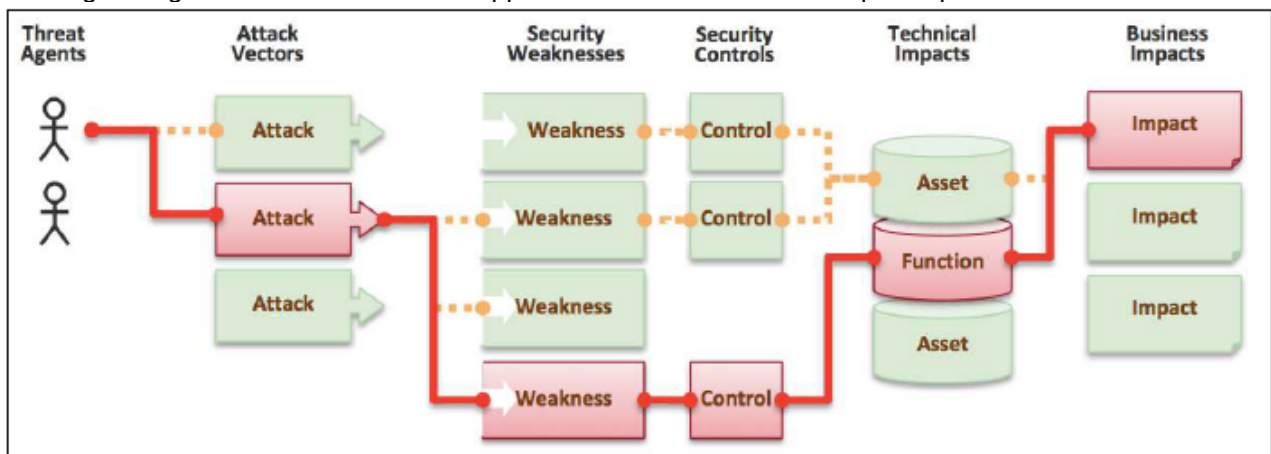 Threat Agents
Attack Vectors
Security Weaknesses
Security Controls
Technical Impacts
Business Impacts
Attack
Weakness
Control
Impact
Asset
Attack
Weakness
Control
Impact
Function
Attack
Weakness
Impact
Asset
Weakness
Control